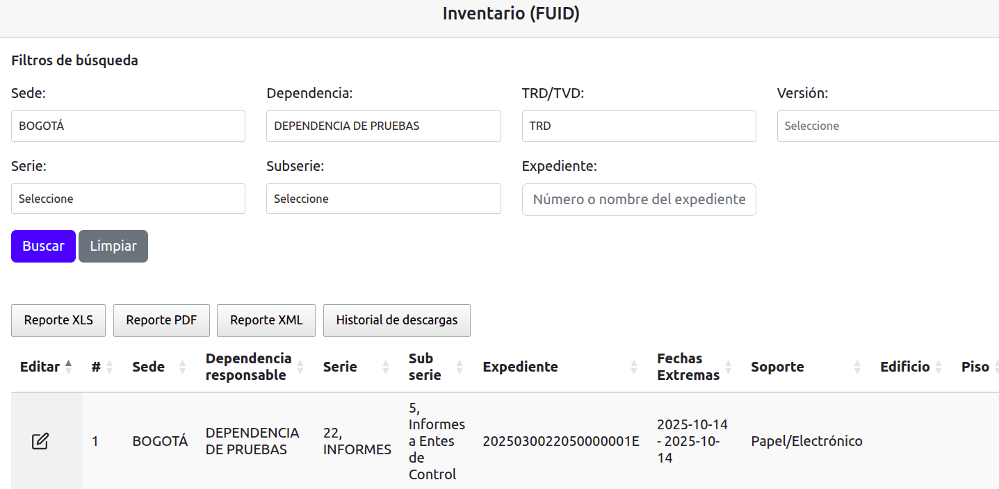 Inventario (FUID)
Filtros de búsqueda
Sede: Dependencia: TRD/TVD: Versión:
BOGOTÁ DEPENDENCIA DE PRUEBAS TRD Seleccione
Serie: Subserie: Expediente:
Seleccione Seleccione Número o nombre del expediente
Buscar Limpiar
Reporte XLS Reporte PDF Reporte XML Historial de descargas
Editar # Sede Dependencia responsable Serie Sub serie Expediente Fechas Extremas Soporte Edificio Piso
1 BOGOTÁ DEPENDENCIA DE PRUEBAS 22, INFORMES 5, Informes a Entes de Control 2025030022050000001E 2025-10-14 - 2025-10-14 Papel/Electrónico